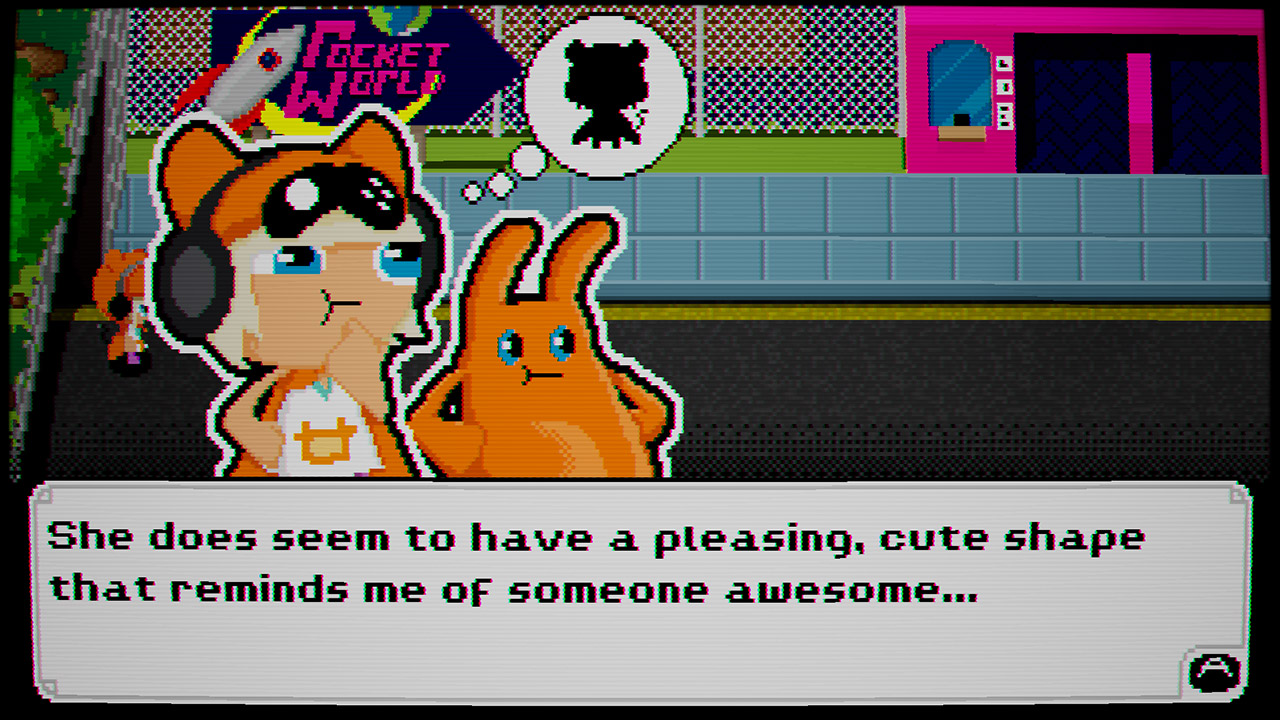 Rocket
World
She does seem to have a pleasing, cute shape
that reminds me of someone awesome...